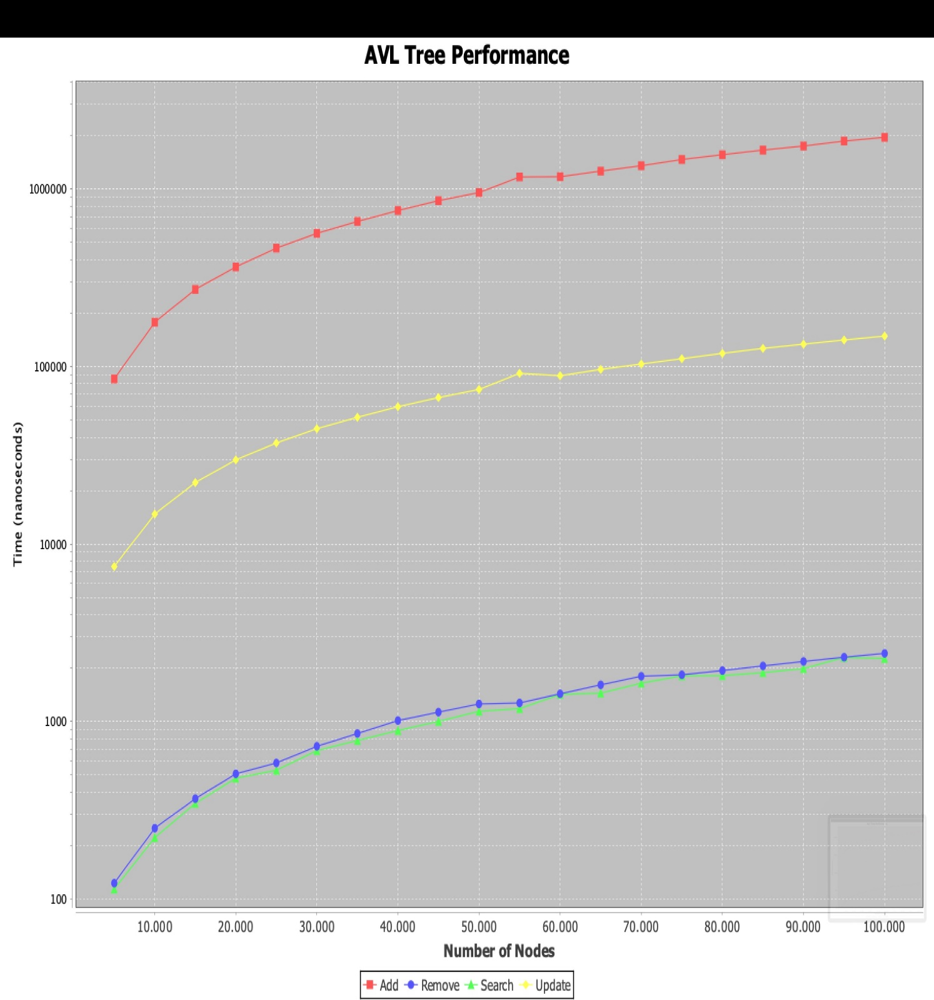 AVL Tree Performance
1000000
100000
10000
1000
100
Time (nanoseconds)
10.000 20.000 30.000 40.000 50.000 60.000 70.000 80.000 90.000 100.000
Number of Nodes
Add Remove Search Update